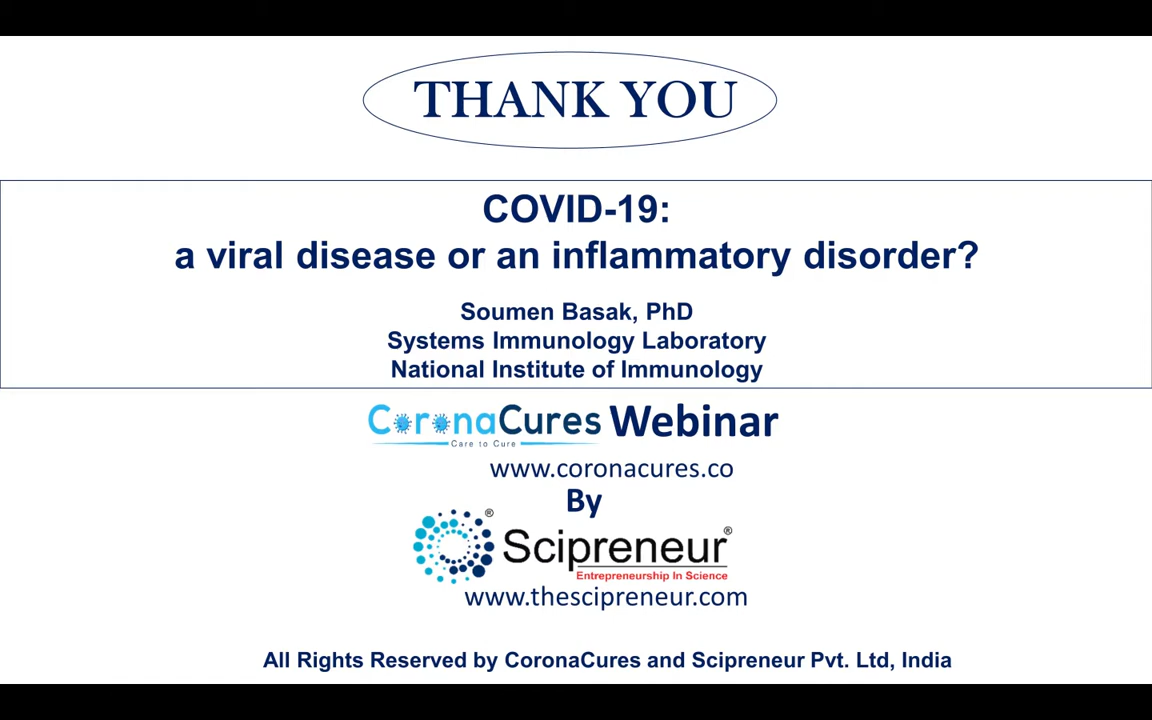 THANK YOU
COVID-19:
a viral disease or an inflammatory disorder?
Soumen Basak, PhD
Systems Immunology Laboratory
National Institute of Immunology
CoronaCures Webinar
Care to Cure
www.coronacures.co
By
Scipreneur®
Entrepreneurship In Science
www.thescipreneur.com
All Rights Reserved by CoronaCures and Scipreneur Pvt. Ltd, India